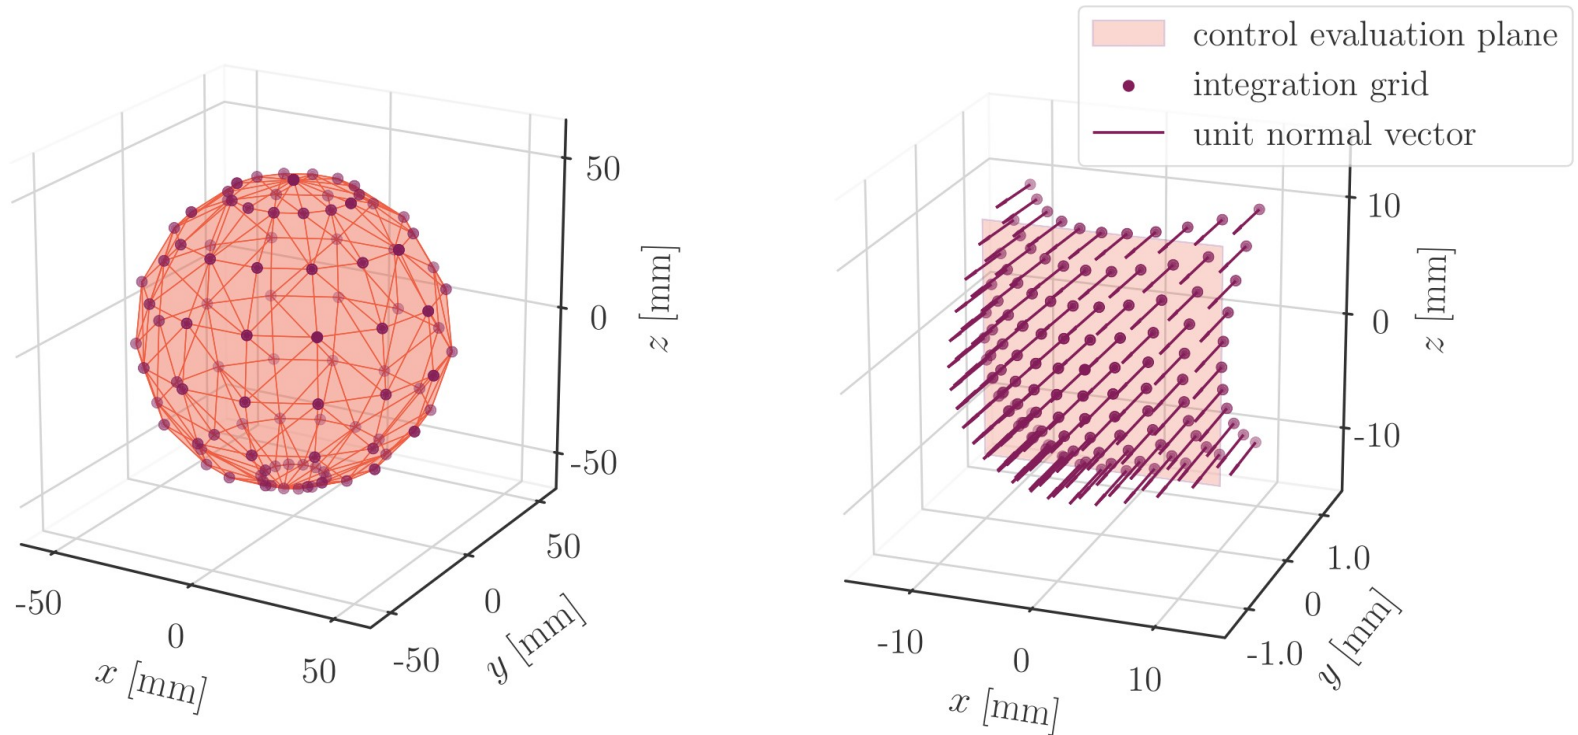 control evaluation plane
integration grid
unit normal vector
50
0
-50
z [mm]
50
0
-50
y [mm]
-50
0
50
x [mm]
10
0
-10
z [mm]
1.0
0
-1.0
y [mm]
-10
0
10
x [mm]